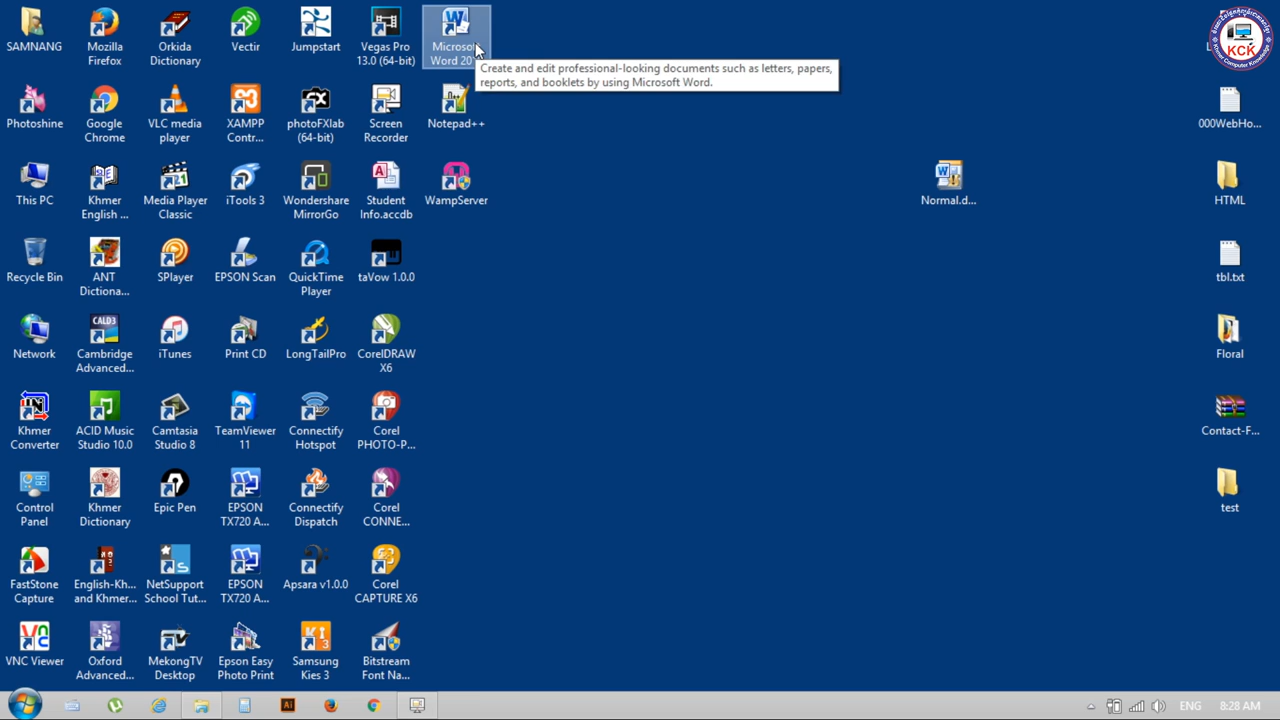 SAMNANG
Mozilla
Firefox
Orkida
Dictionary
Vectir
Jumpstart
Vegas Pro
13.0 (64-bit)
Microsoft
Word
Create and edit professional-looking documents such as letters, papers,
reports, and booklets by using Microsoft Word.
KCK
Photoshine
Google
Chrome
VLC media
player
XAMPP
Contr...
photoFXlab
(64-bit)
Screen
Recorder
Notepad++
000WebHo...
This PC
Khmer
English ...
Media Player
Classic
iTools 3
Wondershare
MirrorGo
Student
Info.accdb
WampServer
Normal.d...
HTML
Recycle Bin
ANT
Dictiona...
SPlayer
EPSON Scan
QuickTime
Player
taVow 1.0.0
tbl.txt
Network
CALD3
Cambridge
Advanced...
iTunes
Print CD
LongTailPro
CorelDRAW
X6
Floral
Khmer
Converter
ACID Music
Studio 10.0
Camtasia
Studio 8
TeamViewer
11
Connectify
Hotspot
Corel
PHOTO-P...
Contact-F...
Control
Panel
Khmer
Dictionary
Epic Pen
EPSON
TX720 A...
Connectify
Dispatch
Corel
CONNE...
test
FastStone
Capture
English-Kh...
and Khmer...
NetSupport
School Tut...
EPSON
TX720 A...
Apsara v1.0.0
Corel
CAPTURE X6
VNC Viewer
Oxford
Advanced...
MekongTV
Desktop
Epson Easy
Photo Print
Samsung
Kies 3
Bitstream
Font Na...
ENG
8:28 AM